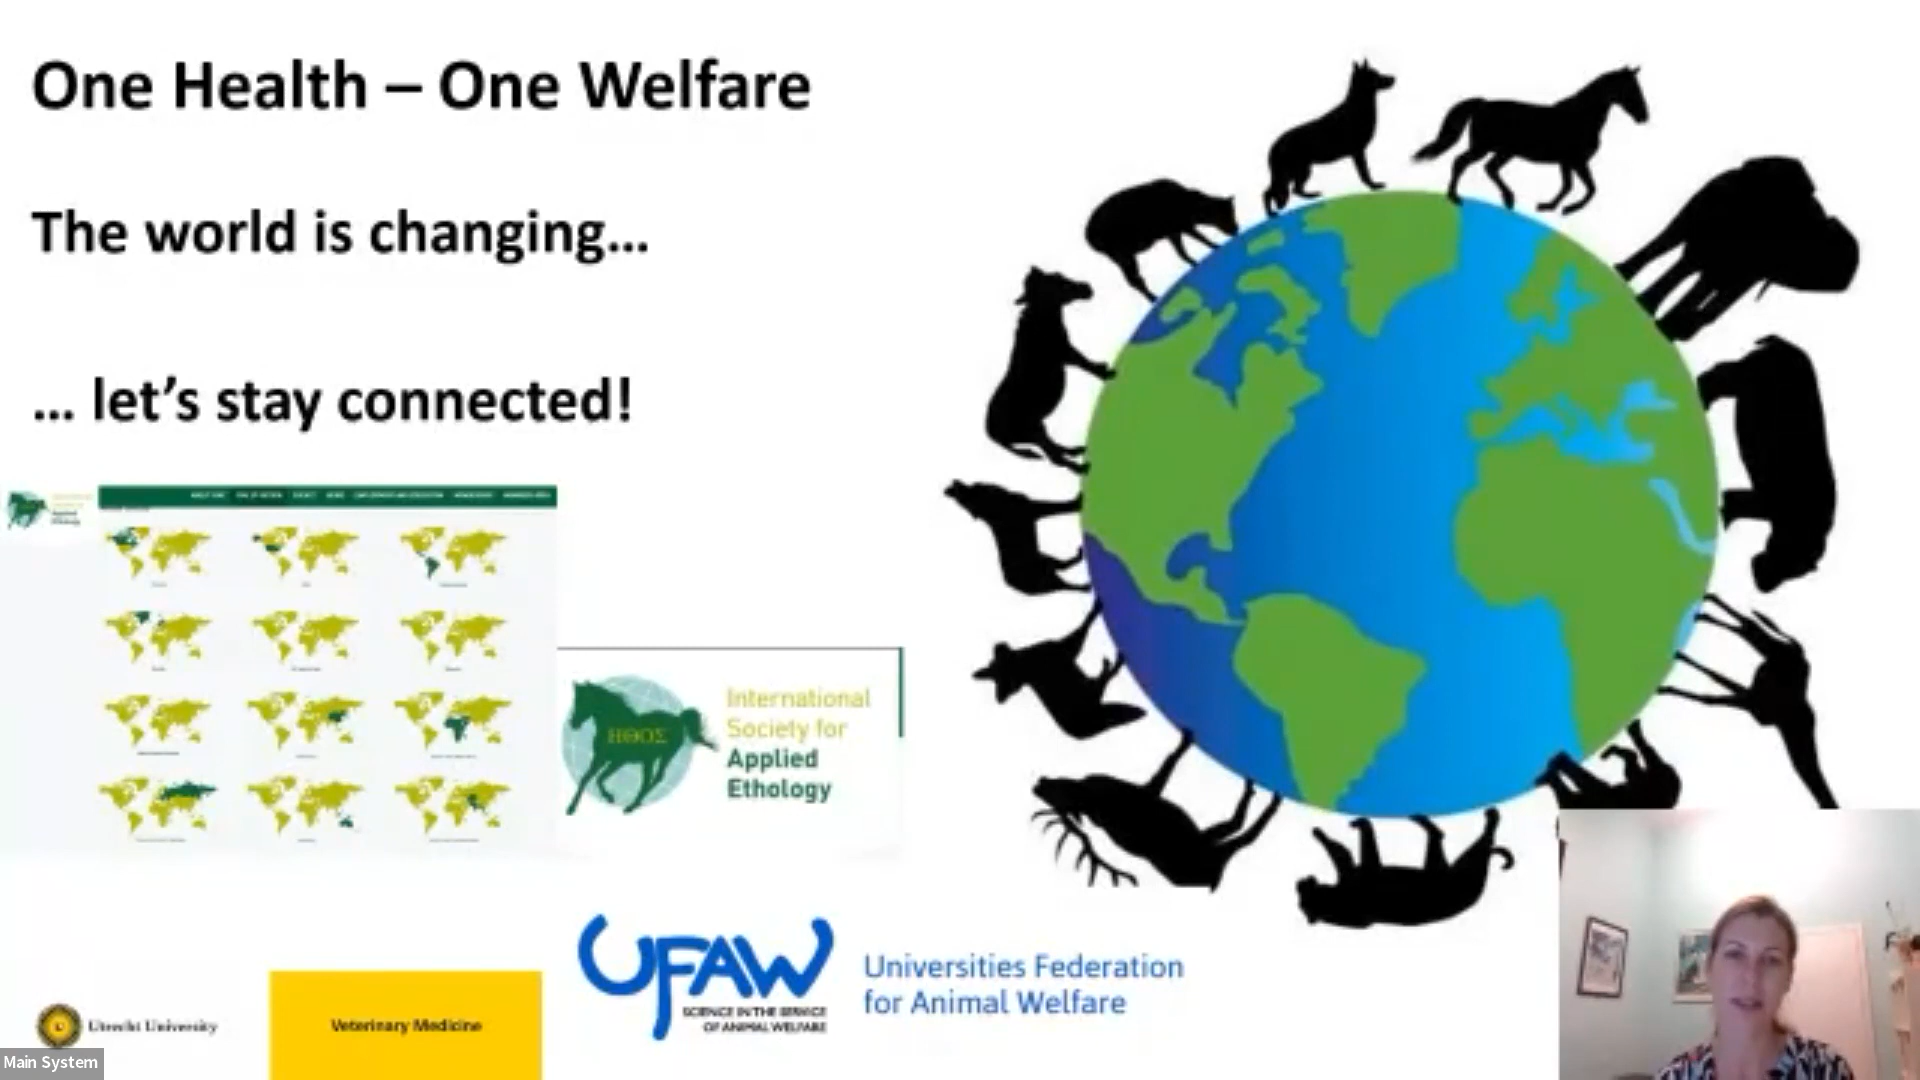 One Health – One Welfare
The world is changing...
... let's stay connected!
ΗΘΟΣ
International
Society for
Applied
Ethology
UFAW
SCIENCE IN THE SERVICE
OF ANIMAL WELFARE
Universities Federation
for Animal Welfare
Utrecht University
Veterinary Medicine
Main System